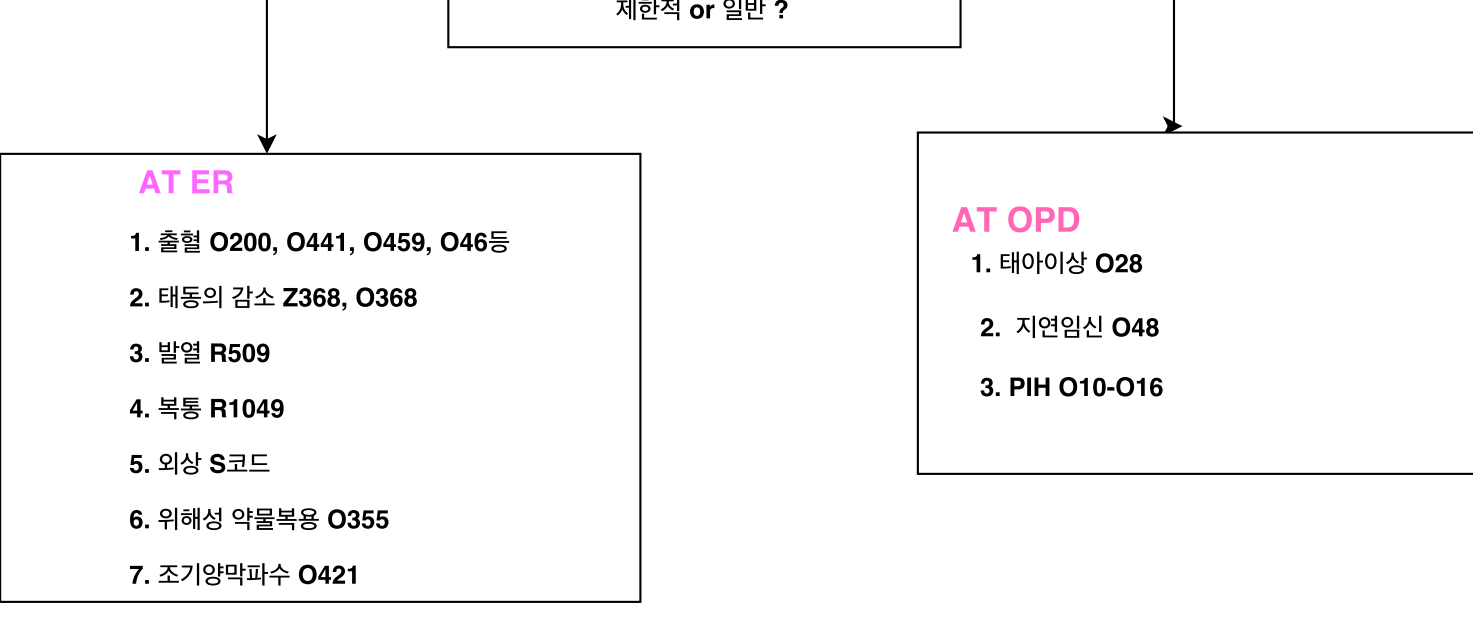 제한적 or 일반 ?
AT ER
1. 출혈 O200, O441, O459, O46등
2. 태동의 감소 Z368, O368
3. 발열 R509
4. 복통 R1049
5. 외상 S코드
6. 위해성 약물복용 O355
7. 조기양막파수 O421
AT OPD
1. 태아이상 O28
2. 지연임신 O48
3. PIH O10-O16